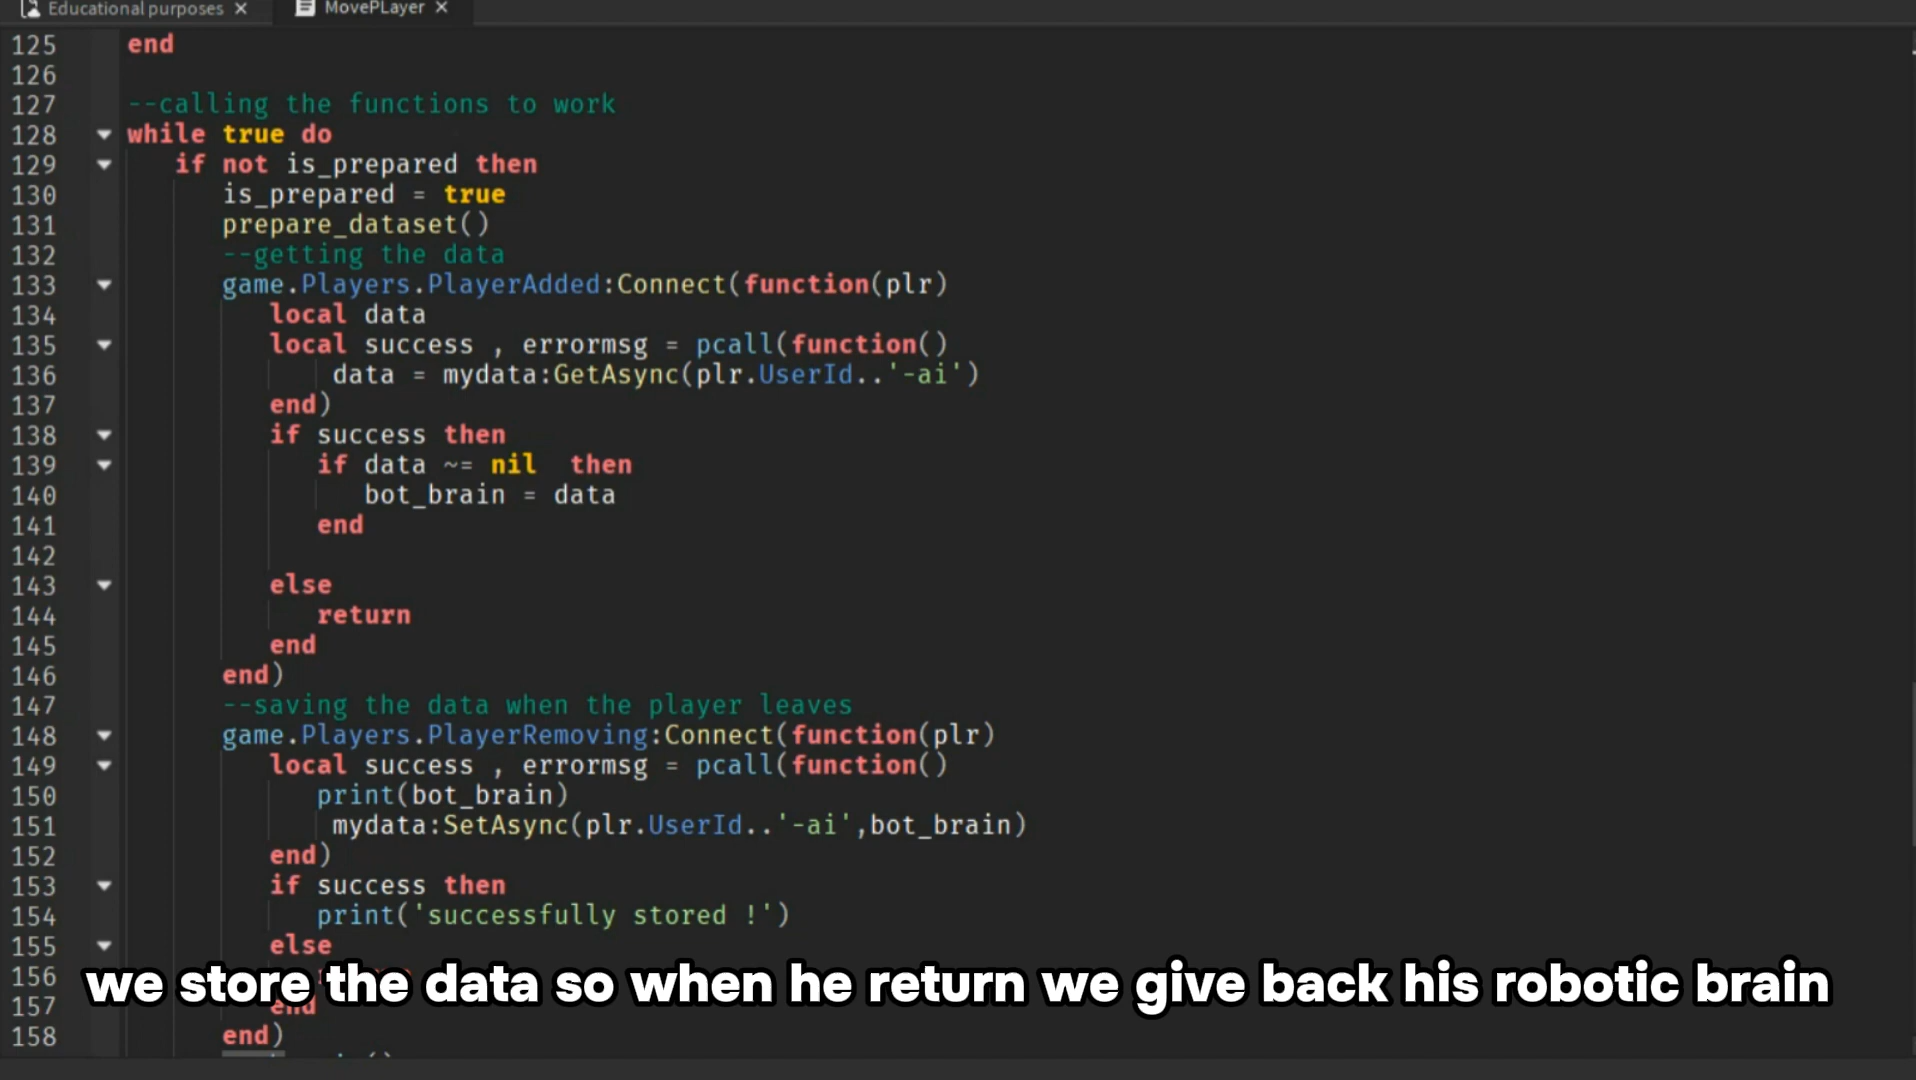 Educational purposes ×   MovePLayer ×
125 end
126
127 --calling the functions to work
128 while true do
129 if not is_prepared then
130 is_prepared = true
131 prepare_dataset()
132 --getting the data
133 game.Players.PlayerAdded:Connect(function(plr)
134 local data
135 local success , errormsg = pcall(function()
136 data = mydata:GetAsync(plr.UserId..'-ai')
137 end)
138 if success then
139 if data ~= nil  then
140 bot_brain = data
141 end
142
143 else
144 return
145 end
146 end)
147 --saving the data when the player leaves
148 game.Players.PlayerRemoving:Connect(function(plr)
149 local success , errormsg = pcall(function()
150 print(bot_brain)
151 mydata:SetAsync(plr.UserId..'-ai',bot_brain)
152 end)
153 if success then
154 print('successfully stored !')
155 else
156
157 end
158 end)
we store the data so when he return we give back his robotic brain